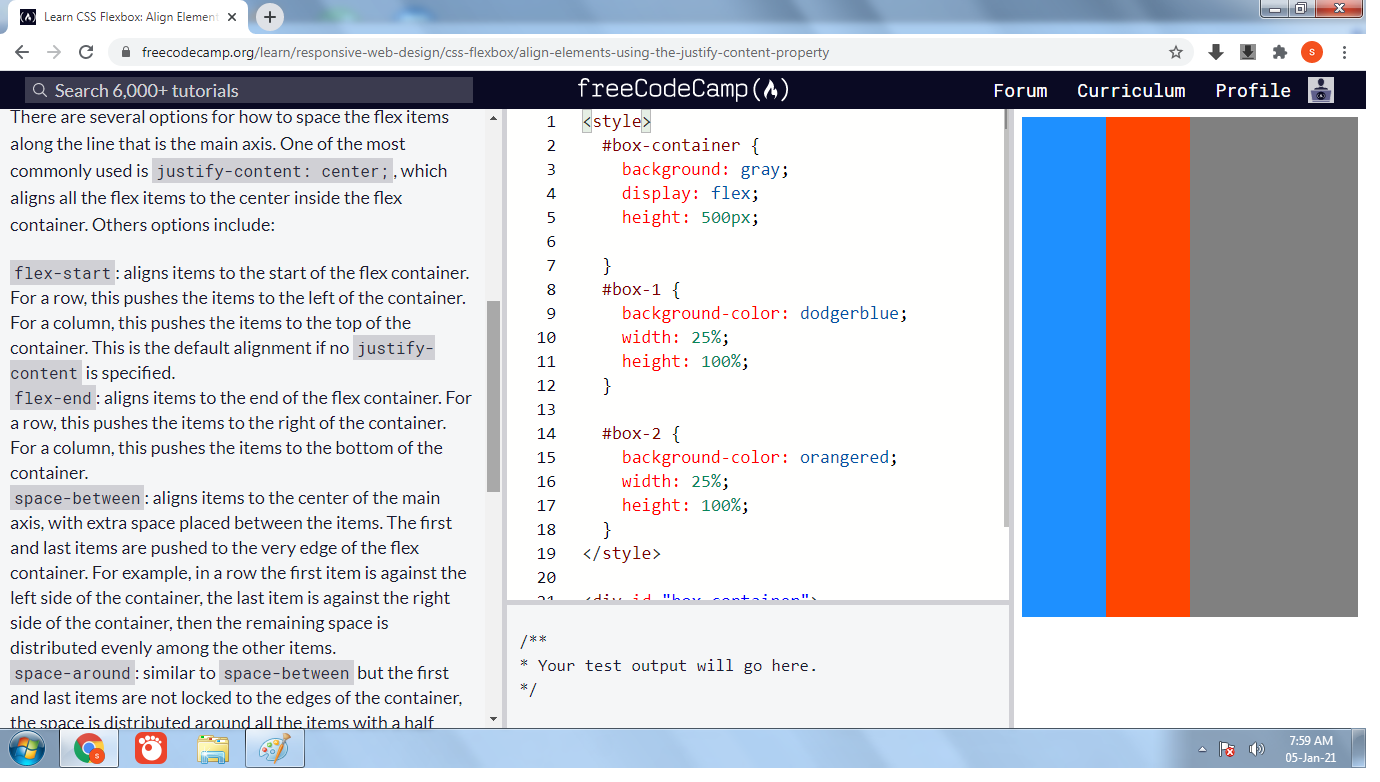 Learn CSS Flexbox: Align Element
freecodecamp.org/learn/responsive-web-design/css-flexbox/align-elements-using-the-justify-content-property
s
Search 6,000+ tutorials
freeCodeCamp
Forum Curriculum Profile
There are several options for how to space the flex items
along the line that is the main axis. One of the most
commonly used is justify-content: center;, which
aligns all the flex items to the center inside the flex
container. Others options include:
flex-start: aligns items to the start of the flex container.
For a row, this pushes the items to the left of the container.
For a column, this pushes the items to the top of the
container. This is the default alignment if no justify-
content is specified.
flex-end: aligns items to the end of the flex container. For
a row, this pushes the items to the right of the container.
For a column, this pushes the items to the bottom of the
container.
space-between: aligns items to the center of the main
axis, with extra space placed between the items. The first
and last items are pushed to the very edge of the flex
container. For example, in a row the first item is against the
left side of the container, the last item is against the right
side of the container, then the remaining space is
distributed evenly among the other items.
space-around: similar to space-between but the first
and last items are not locked to the edges of the container,
the space is distributed around all the items with a half
1 <style>
2 #box-container {
3 background: gray;
4 display: flex;
5 height: 500px;
6
7 }
8 #box-1 {
9 background-color: dodgerblue;
10 width: 25%;
11 height: 100%;
12 }
13
14 #box-2 {
15 background-color: orangered;
16 width: 25%;
17 height: 100%;
18 }
19 </style>
20
21 <div id="box-container">
/**
* Your test output will go here.
*/
s
7:59 AM
05-Jan-21